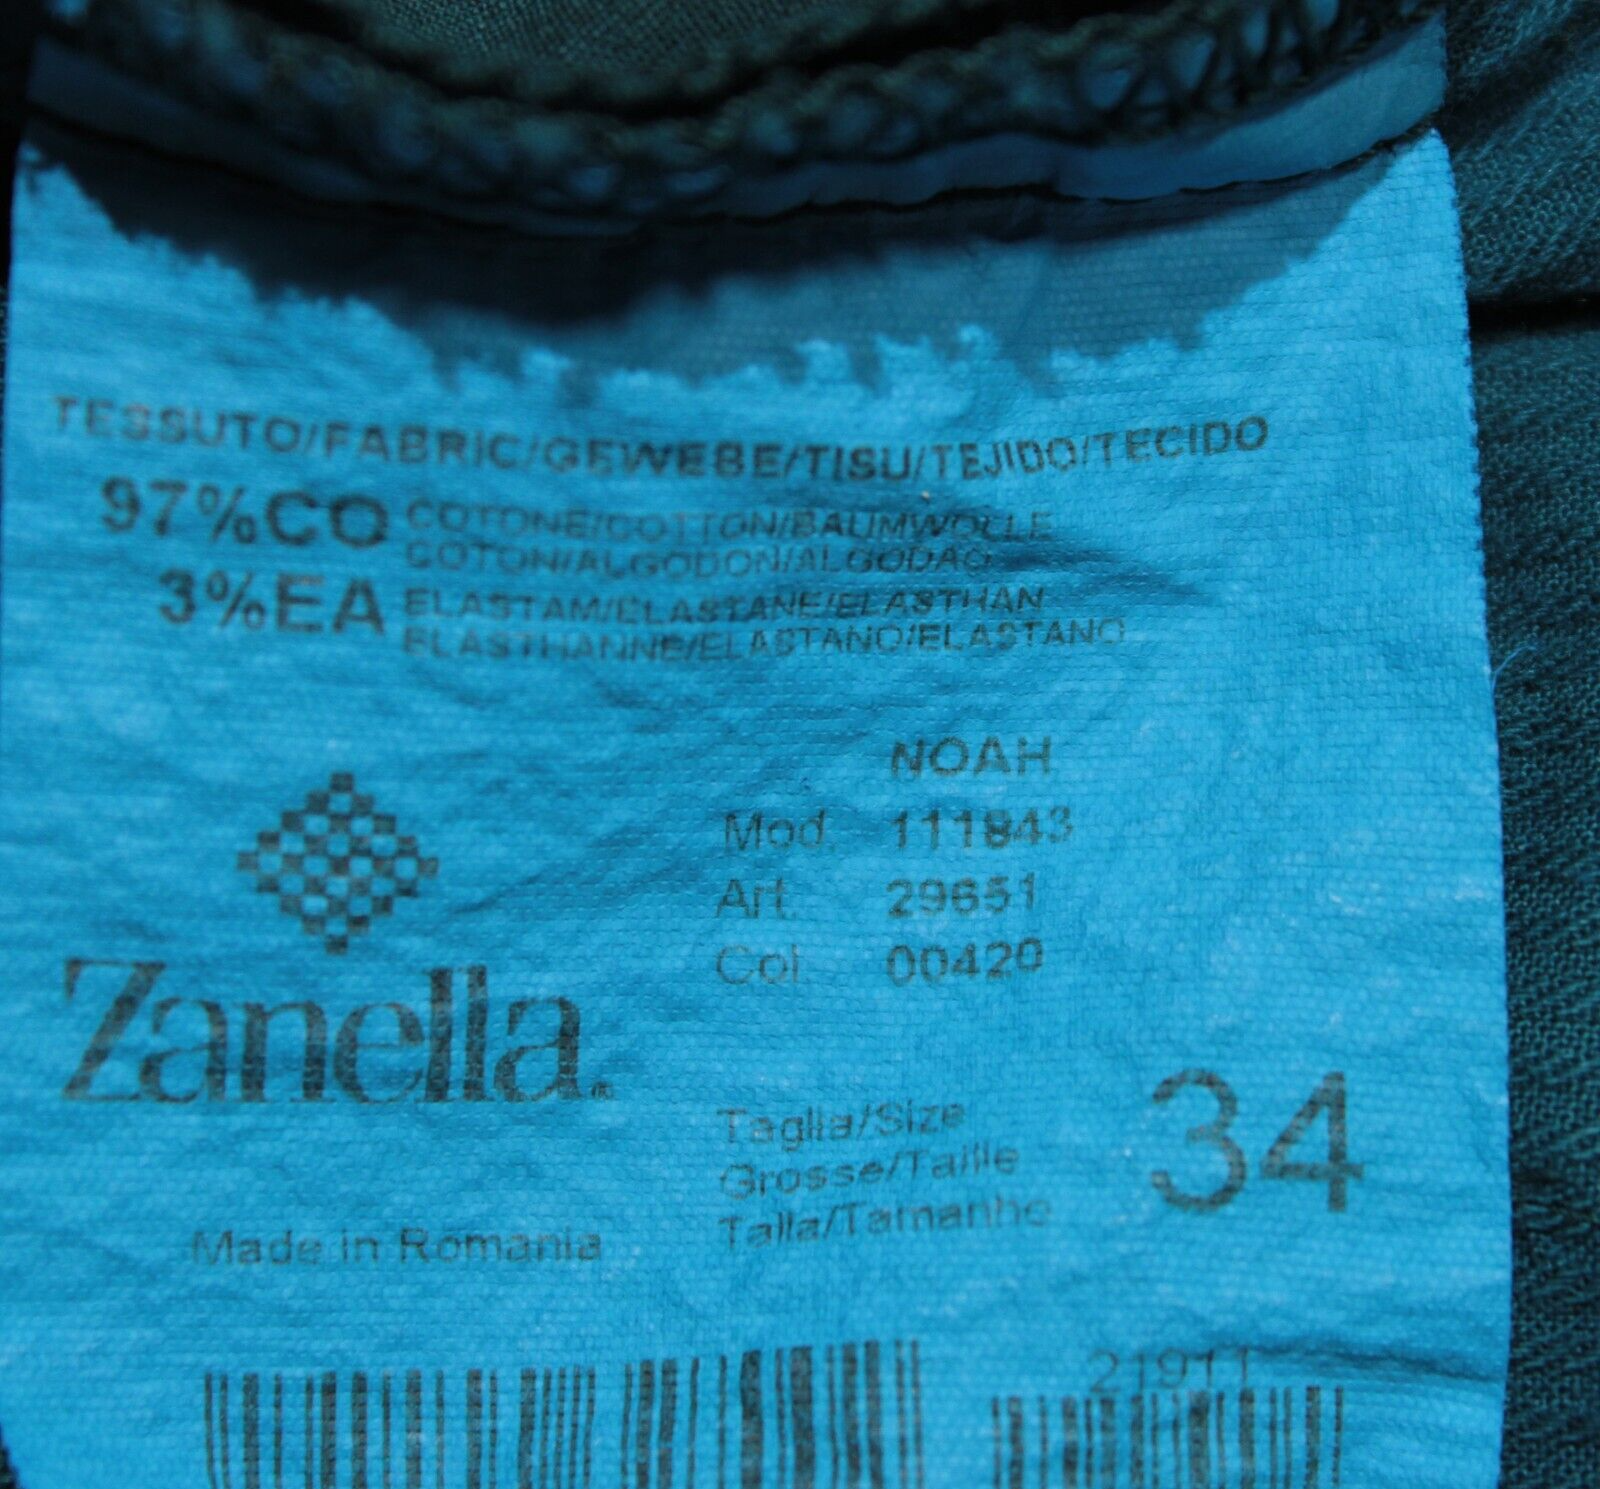 TESSUTO/FABRIC/GEWEBE/TISU/TEJIDO/TECIDO
97%CO COTONE/COTTON/BAUMWOLLE
COTON/ALGODON/ALGODAO
3%EA ELASTAM/ELASTANE/ELASTHAN
ELASTHANNE/ELASTANO/ELASTANO
NOAH
Mod. 111843
Art. 29651
Col. 00420
Zanella®
Taglia/Size
Grosse/Taille
Talla/Tamanho
34
Made in Romania
21911